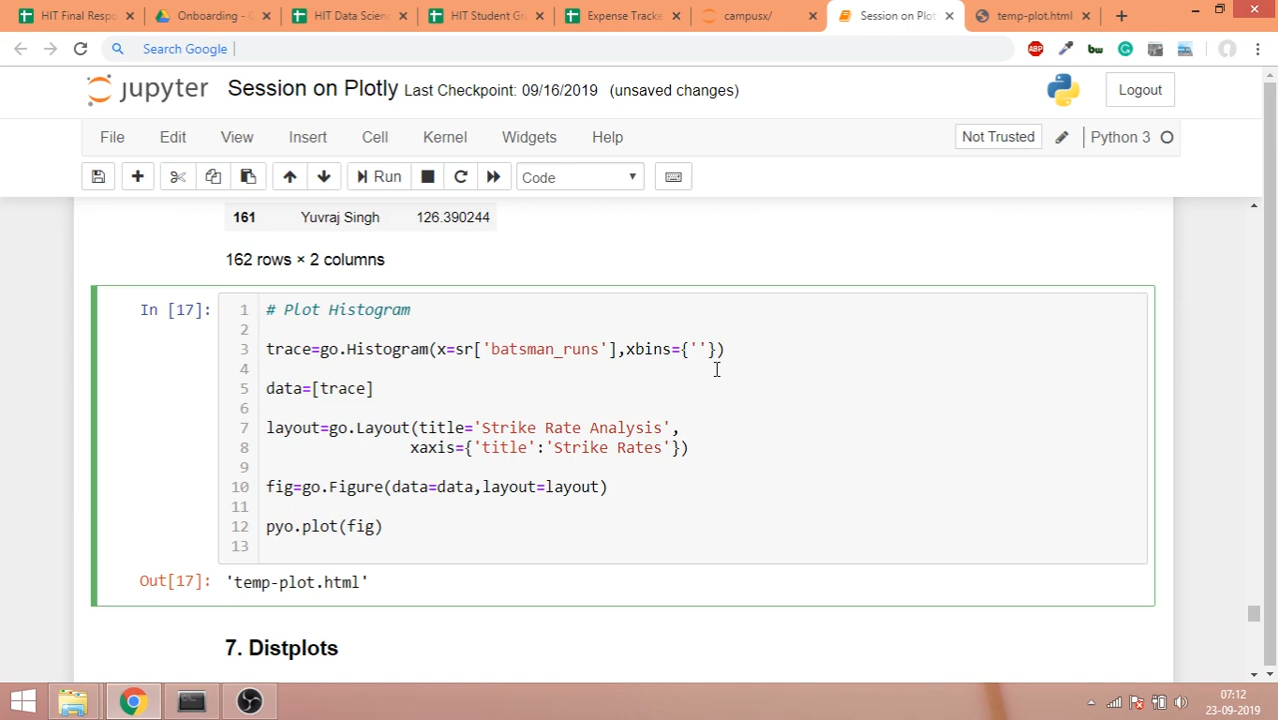 HIT Final Resp
Onboarding - G
HIT Data Scien
HIT Student Gr
Expense Tracke
campusx/
Session on Plotl
temp-plot.html
Search Google
ABP
bw
G
jupyter Session on Plotly Last Checkpoint: 09/16/2019 (unsaved changes)
Logout
File Edit View Insert Cell Kernel Widgets Help
Not Trusted
Python 3
Run
Code
161 Yuvraj Singh 126.390244
162 rows × 2 columns
In [17]:
1 # Plot Histogram
2
3 trace=go.Histogram(x=sr['batsman_runs'],xbins={''})
4
5 data=[trace]
6
7 layout=go.Layout(title='Strike Rate Analysis',
8 xaxis={'title':'Strike Rates'})
9
10 fig=go.Figure(data=data,layout=layout)
11
12 pyo.plot(fig)
13
Out[17]: 'temp-plot.html'
7. Distplots
07:12
23-09-2019